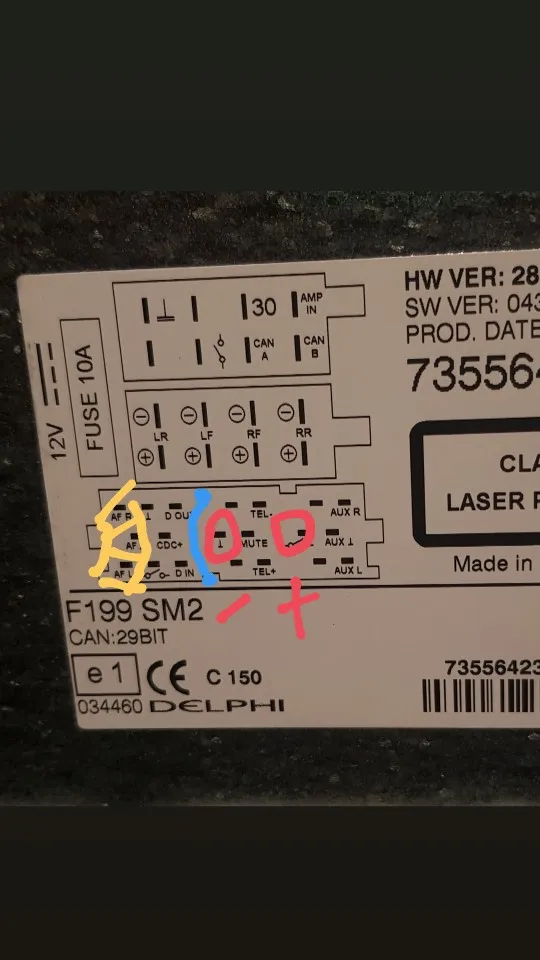 HW VER: 28
SW VER: 043
PROD. DATE
73556
30 AMP IN
CAN A CAN B
12V
FUSE 10A
LR LF RF RR
CLA
LASER P
AF R D OU TEL- AUX R
AF CDC+ MUTE AUX
AF D IN TEL+ AUX L
Made in
F199 SM2
CAN:29BIT
e 1 CE C 150
034460 DELPHI
73556423